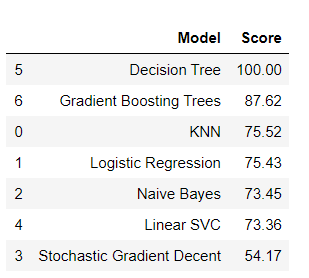 Model Score
5 Decision Tree 100.00
6 Gradient Boosting Trees 87.62
0 KNN 75.52
1 Logistic Regression 75.43
2 Naive Bayes 73.45
4 Linear SVC 73.36
3 Stochastic Gradient Decent 54.17